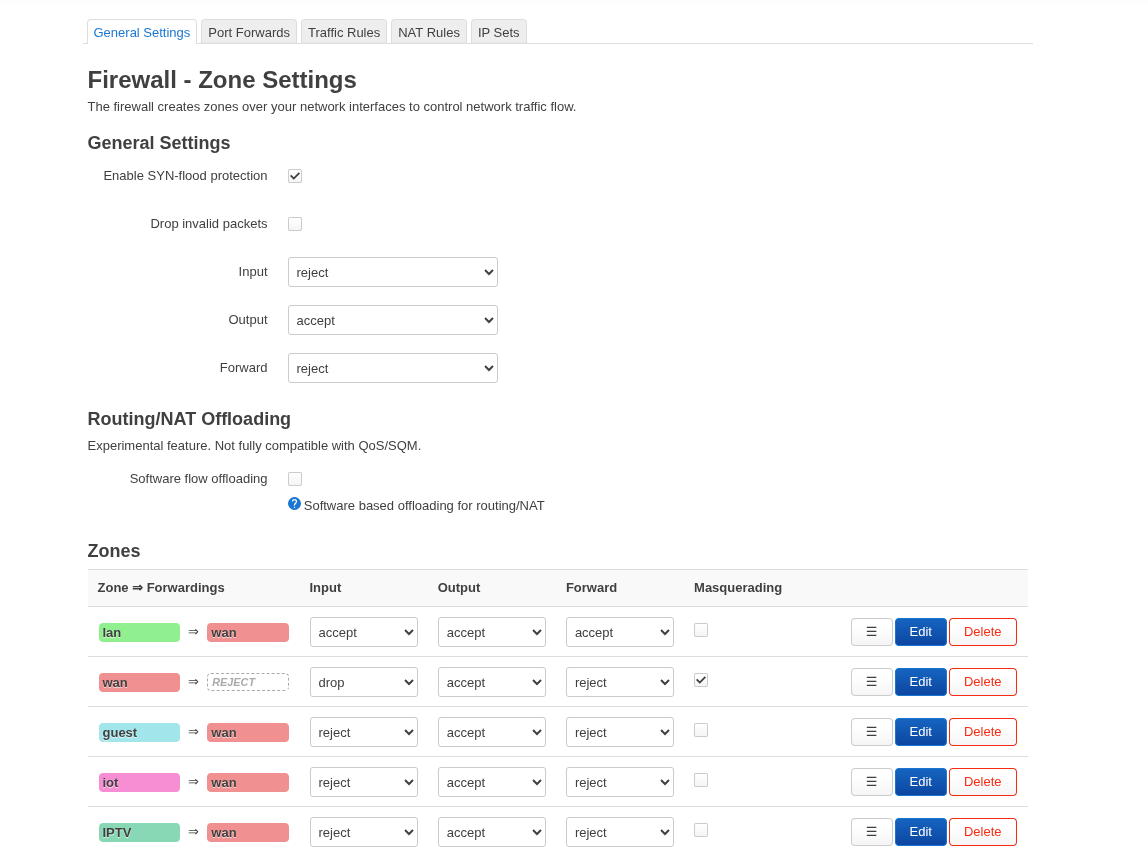 General Settings Port Forwards Traffic Rules NAT Rules IP Sets
Firewall - Zone Settings
The firewall creates zones over your network interfaces to control network traffic flow.
General Settings
Enable SYN-flood protection
Drop invalid packets
Input reject
Output accept
Forward reject
Routing/NAT Offloading
Experimental feature. Not fully compatible with QoS/SQM.
Software flow offloading
? Software based offloading for routing/NAT
Zones
Zone ⇒ Forwardings Input Output Forward Masquerading
lan ⇒ wan accept accept accept ☰ Edit Delete
wan ⇒ REJECT drop accept reject ☰ Edit Delete
guest ⇒ wan reject accept reject ☰ Edit Delete
iot ⇒ wan reject accept reject ☰ Edit Delete
IPTV ⇒ wan reject accept reject ☰ Edit Delete